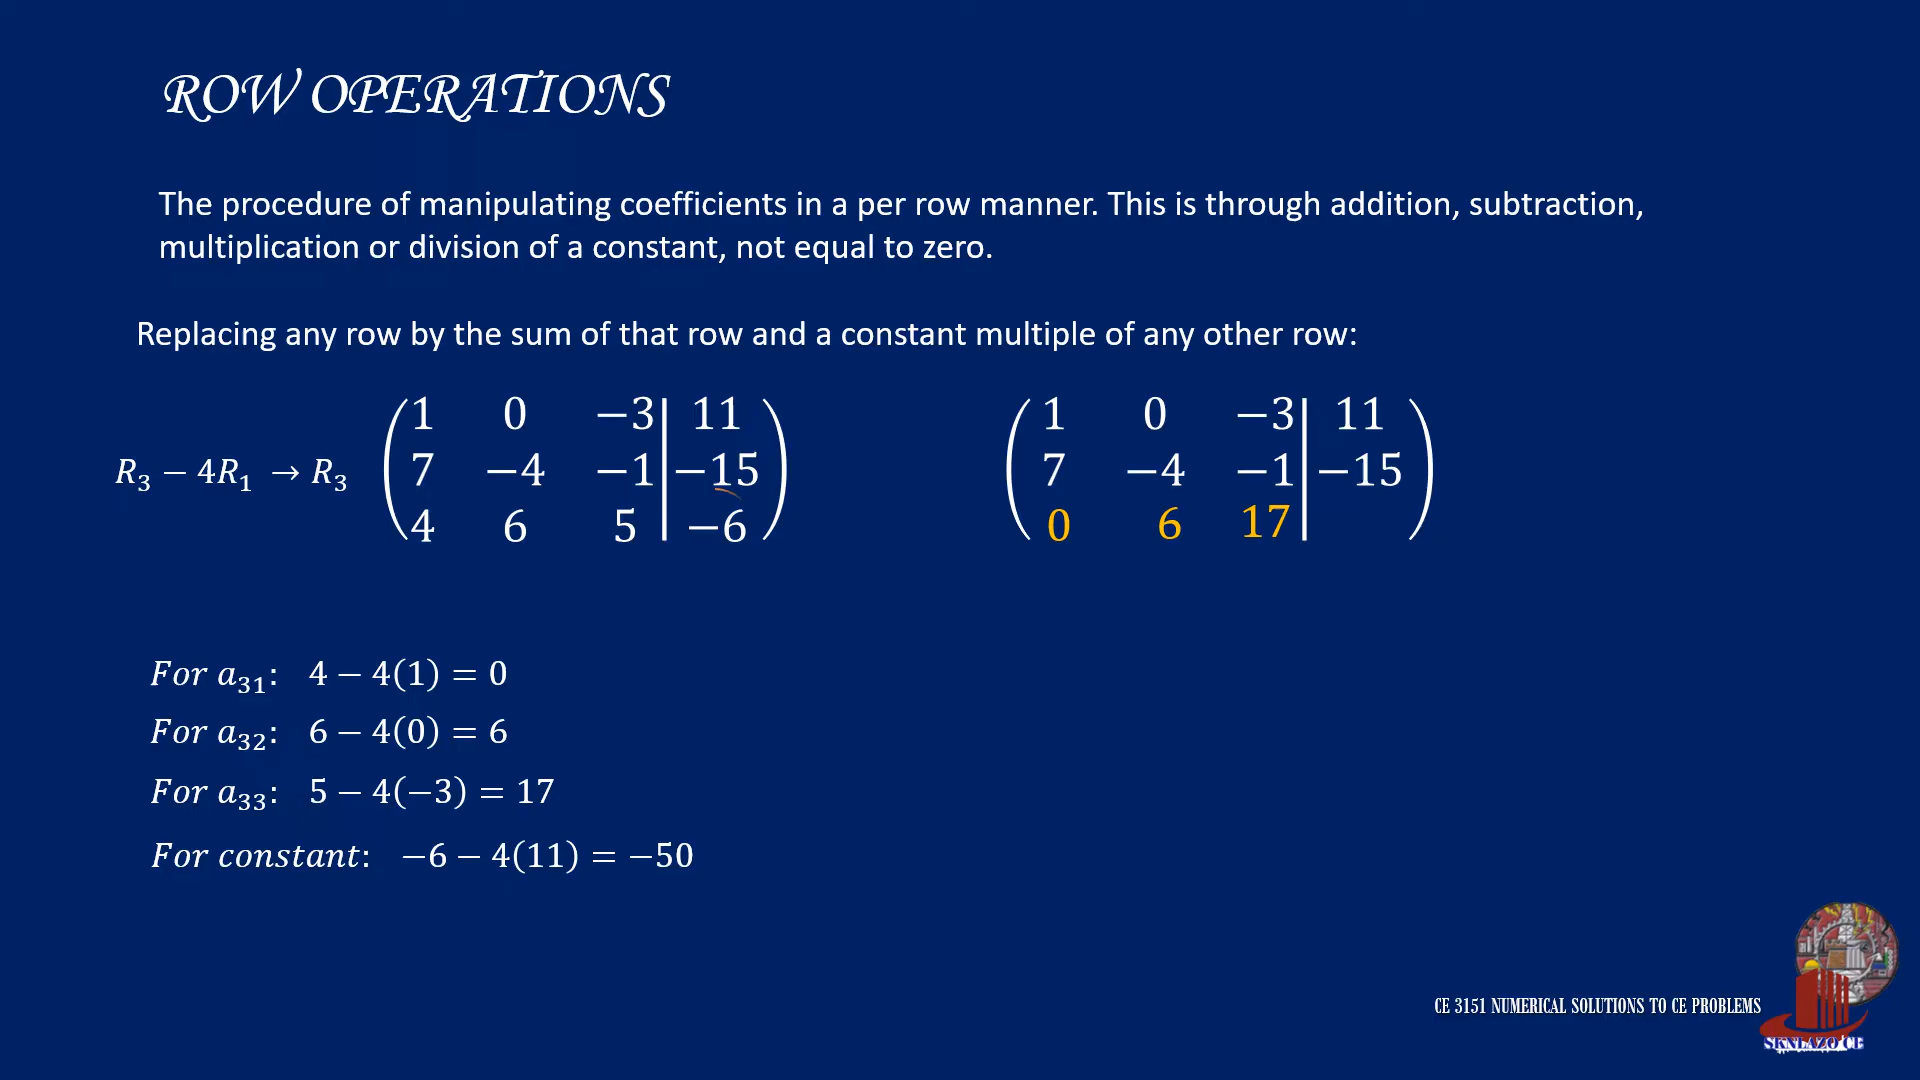 ROW OPERATIONS
The procedure of manipulating coefficients in a per row manner. This is through addition, subtraction,
multiplication or division of a constant, not equal to zero.
Replacing any row by the sum of that row and a constant multiple of any other row:
R₃ − 4R₁ → R₃
1 0 −3 | 11
7 −4 −1 | −15
4 6 5 | −6
1 0 −3 | 11
7 −4 −1 | −15
0 6 17 |
For a₃₁: 4 − 4(1) = 0
For a₃₂: 6 − 4(0) = 6
For a₃₃: 5 − 4(−3) = 17
For constant: −6 − 4(11) = −50
CE 3151 NUMERICAL SOLUTIONS TO CE PROBLEMS
SKNLAZO CE